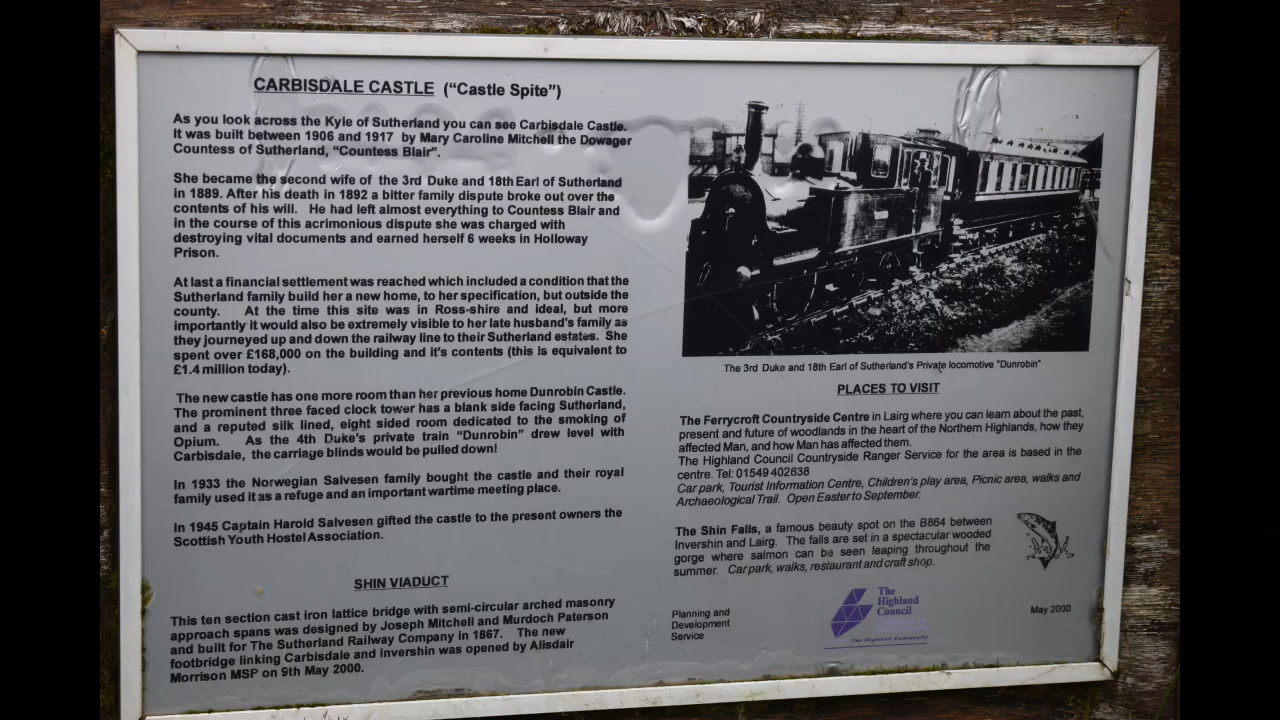 CARBISDALE CASTLE ("Castle Spite")
As you look across the Kyle of Sutherland you can see Carbisdale Castle.
It was built between 1906 and 1917 by Mary Caroline Mitchell the Dowager
Countess of Sutherland, "Countess Blair".
She became the second wife of the 3rd Duke and 18th Earl of Sutherland
in 1889. After his death in 1892 a bitter family dispute broke out over the
contents of his will. He had left almost everything to Countess Blair and
in the course of this acrimonious dispute she was charged with
destroying vital documents and earned herself 6 weeks in Holloway
Prison.
At last a financial settlement was reached which included a condition that the
Sutherland family build her a new home, to her specification, but outside the
county. At the time this site was in Ross-shire and ideal, but more
importantly it would also be extremely visible to her late husband's family as
they journeyed up and down the railway line to their Sutherland estates. She
spent over £168,000 on the building and it's contents (this is equivalent to
£1.4 million today).
The new castle has one more room than her previous home Dunrobin Castle.
The prominent three faced clock tower has a blank side facing Sutherland,
and a reputed silk lined, eight sided room dedicated to the smoking of
Opium. As the 4th Duke's private train "Dunrobin" drew level with
Carbisdale, the carriage blinds would be pulled down!
In 1933 the Norwegian Salvesen family bought the castle and their royal
family used it as a refuge and an important wartime meeting place.
In 1945 Captain Harold Salvesen gifted the castle to the present owners the
Scottish Youth Hostel Association.
SHIN VIADUCT
This ten section cast iron lattice bridge with semi-circular arched masonry
approach spans was designed by Joseph Mitchell and Murdoch Paterson
and built for The Sutherland Railway Company in 1867. The new
footbridge linking Carbisdale and Invershin was opened by Alisdair
Morrison MSP on 9th May 2000.
The 3rd Duke and 18th Earl of Sutherland's Private locomotive "Dunrobin"
PLACES TO VISIT
The Ferrycroft Countryside Centre in Lairg where you can learn about the past,
present and future of woodlands in the heart of the Northern Highlands, how they
affected Man, and how Man has affected them.
The Highland Council Countryside Ranger Service for the area is based in the
centre. Tel: 01549 402638
Car park, Tourist Information Centre, Children's play area, Picnic area, walks and
Archaeological Trail. Open Easter to September.
The Shin Falls, a famous beauty spot on the B864 between
Invershin and Lairg. The falls are set in a spectacular wooded
gorge where salmon can be seen leaping throughout the
summer. Car park, walks, restaurant and craft shop.
Planning and
Development
Service
The
Highland
Council
The Highland Community
May 2000